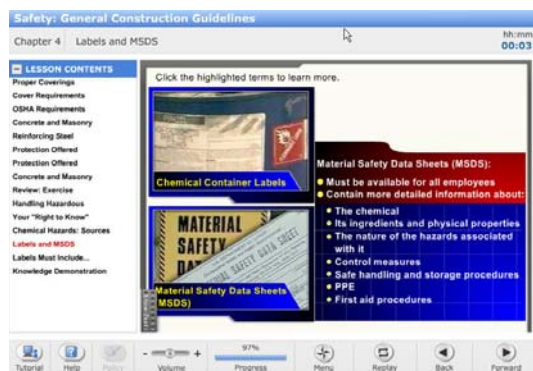 Safety: General Construction Guidelines
Chapter 4 Labels and MSDS
hh:mm
00:03
LESSON CONTENTS
Proper Coverings
Cover Requirements
OSHA Requirements
Concrete and Masonry
Reinforcing Steel
Protection Offered
Protection Offered
Concrete and Masonry
Review: Exercise
Handling Hazardous
Your "Right to Know"
Chemical Hazards: Sources
Labels and MSDS
Labels Must Include...
Knowledge Demonstration
Click the highlighted terms to learn more.
Chemical Container Labels
MATERIAL
SAFETY
MATERIAL SAFETY DATA SHEET
Material Safety Data Sheets
(MSDS)
Material Safety Data Sheets (MSDS):
Must be available for all employees
Contain more detailed information about:
The chemical
Its ingredients and physical properties
The nature of the hazards associated
with it
Control measures
Safe handling and storage procedures
PPE
First aid procedures
Tutorial
Help
Policy
- +
Volume
97%
Progress
Menu
Replay
Back
Forward